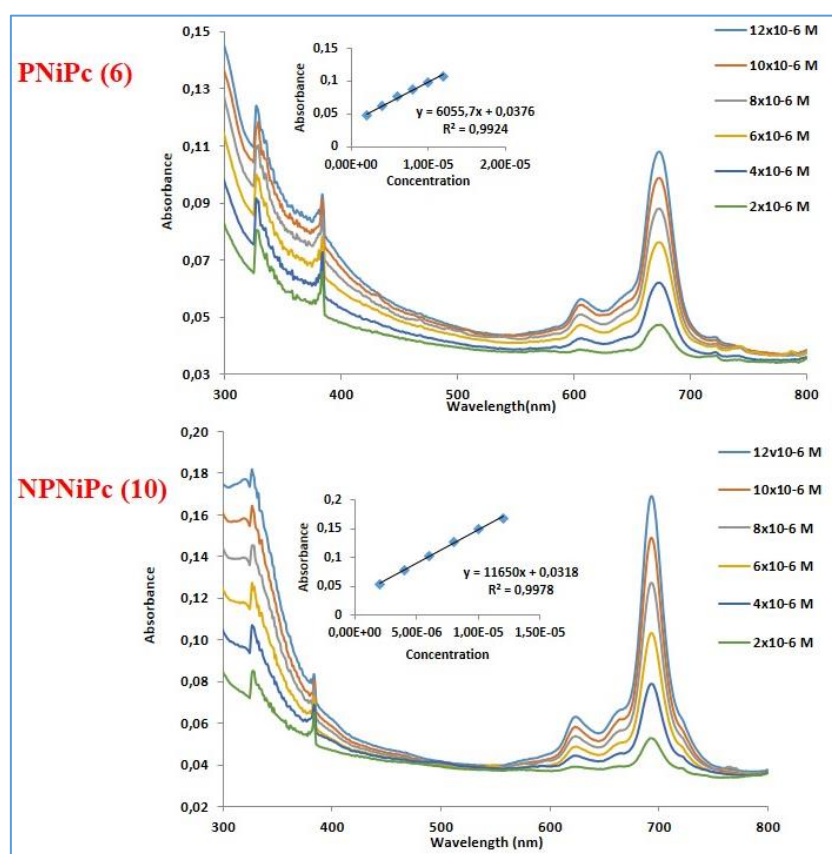 PNiPc (6)
0,15
0,13
0,11
0,09
0,07
0,05
0,03
Absorbance
300
400
500
600
700
800
Wavelength(nm)
0,15
0,1
0,05
0
Absorbance
0,00E+00
1,00E-05
2,00E-05
Concentration
y = 6055,7x + 0,0376
R² = 0,9924
12x10-6 M
10x10-6 M
8x10-6 M
6x10-6 M
4x10-6 M
2x10-6 M
NPNiPc (10)
0,20
0,18
0,16
0,14
0,12
0,10
0,08
0,06
0,04
0,02
Absorbance
300
400
500
600
700
800
Wavelength(nm)
0,2
0,15
0,1
0,05
0
Absorbance
0,00E+00
5,00E-06
1,00E-05
1,50E-05
Concentration
y = 11650x + 0,0318
R² = 0,9978
12v10-6 M
10x10-6 M
8x10-6 M
6x10-6 M
4x10-6 M
2x10-6 M